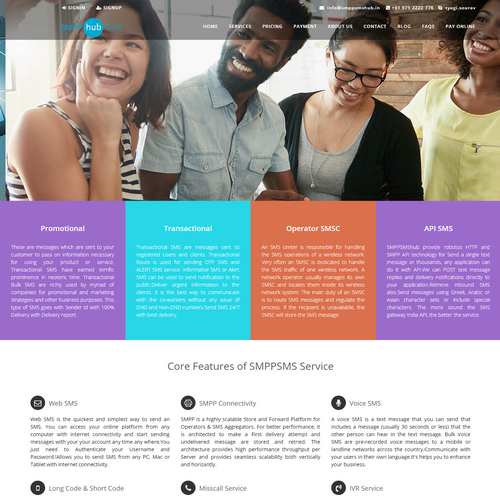 SIGNIN SIGNUP
info@smppsmshub.in +91 971 2222 776 tyagi.sourav
SMPP hub SMS
HOME SERVICES PRICING PAYMENT ABOUT US CONTACT BLOG FAQS PAY ONLINE
Promotional
These are messages which are sent to your
customer to pass on information necessary
for using your product or service.
Transactional SMS have earned terrific
prominence in neoteric time. Transactional
Bulk SMS are richly used by myriad of
companies for promotional and marketing
strategies and other business purposes. This
type of SMS goes with Sender Id with 100%
Delivery with Delivery report.
Transactional
Transactional SMS are messages sent to
registered Users and clients. Transactional
Route is used for sending OTP SMS and
ALERT SMS Service. Informative SMS or Alert
SMS can be used to send notification to the
public.Deliver urgent information to the
clients. It is the best way to communicate
with the co-workers without any issue of
DND and Non-DND numbers.Send SMS 24/7
with best delivery
Operator SMSC
An SMS center is responsible for handling
the SMS operations of a wireless network.
Very often an SMSC is dedicated to handle
the SMS traffic of one wireless network. A
network operator usually manages its own
SMSC and locates them inside its wireless
network system. The main duty of an SMSC
is to route SMS messages and regulate the
process. If the recipient is unavailable, the
SMSC will store the SMS message.
API SMS
SMPPSMShub provide robotos HTTP and
SMPP API technology for Send a single text
message or thousands, any application can
do it with API.We can POST text message
replies and delivery notifications directly to
your application.Retrieve inbound SMS
also.Send messages using Greek, Arabic or
Asian character sets or include special
characters. The more sound the SMS
gateway India API, the better the service.
Core Features of SMPPSMS Service
Web SMS
Web SMS is the quickest and simplest way to send an
SMS. You can access your online platform from any
computer with internet connectivity and start sending
messages with your your account any time any where.You
just need to Authenticate your Username and
Password.!Allows you to send SMS from any PC, Mac or
Tablet with internet connectivity.
SMPP Connectivity
SMPP is a highly scalable Store and Forward Platform for
Operators & SMS Aggregators. For better performance, it
is architected to make a First delivery attempt and
undelivered message are stored and retried. The
architecture provides high performance throughput per
Server and provides seamless scalability both vertically
and horizantly.
Voice SMS
A voice SMS is a text message that you can send that
includes a message (usually 30 seconds or less) that the
other person can hear in the text message. Bulk Voice
SMS are pre-recorded voice messages to a mobile or
landline networks across the country.Communicate with
your users in their own language.It's helps you to enhance
your business.
Long Code & Short Code
Misscall Service
IVR Service